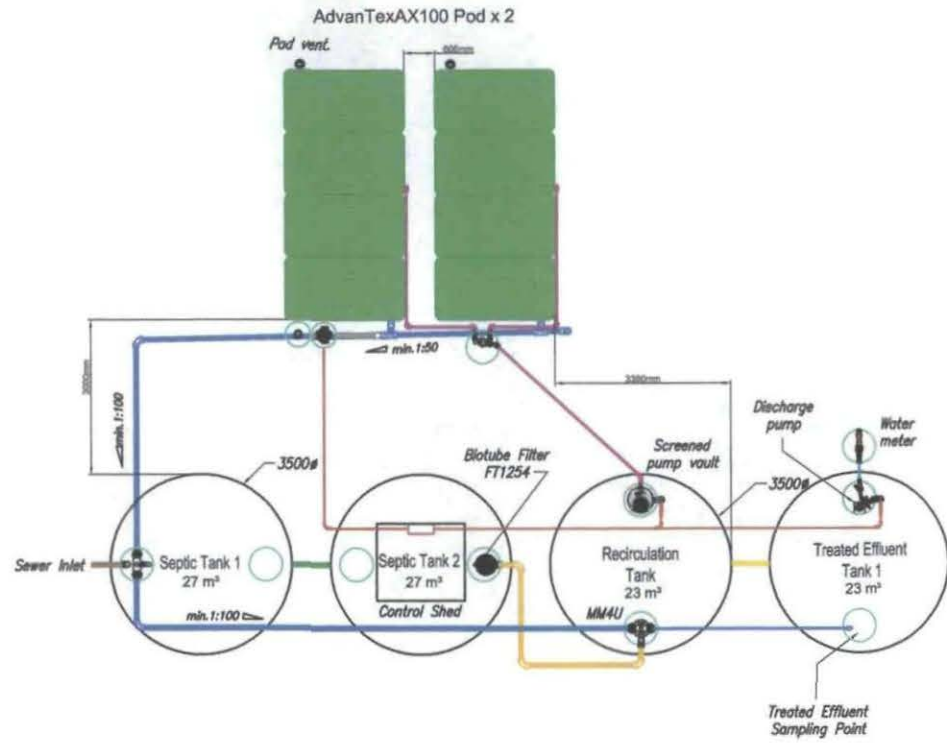 AdvanTexAX100 Pod x 2
Pod vent.
600mm
min.1:50
min.1:100
3500ø
Biotube Filter
FT1254
3380mm
Screened
pump vault
3500ø
Discharge
pump
Water
meter
Sewer Inlet
Septic Tank 1
27 m³
Septic Tank 2
27 m³
Control Shed
Recirculation
Tank
23 m³
Treated Effluent
Tank 1
23 m³
min.1:100
MM4U
Treated Effluent
Sampling Point